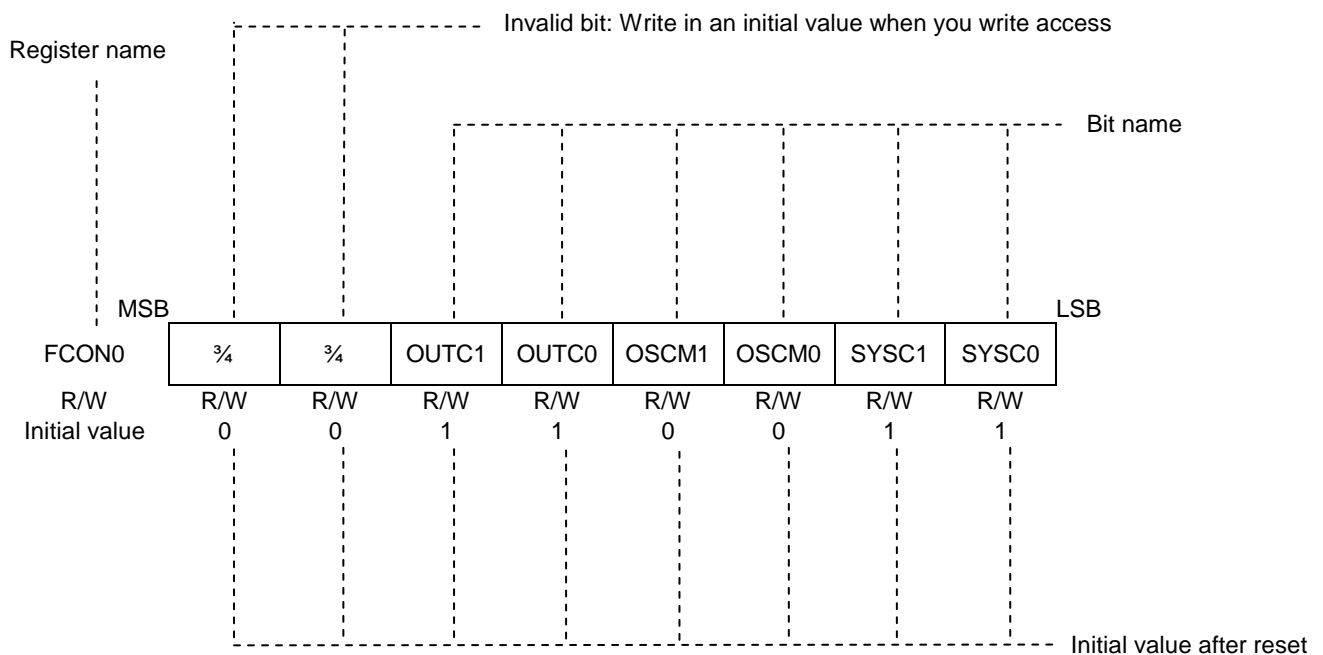 Invalid bit: Write in an initial value when you write access
Register name
Bit name
MSB LSB
FCON0 ¾ ¾ OUTC1 OUTC0 OSCM1 OSCM0 SYSC1 SYSC0
R/W R/W R/W R/W R/W R/W R/W R/W R/W
Initial value 0 0 1 1 0 0 1 1
Initial value after reset